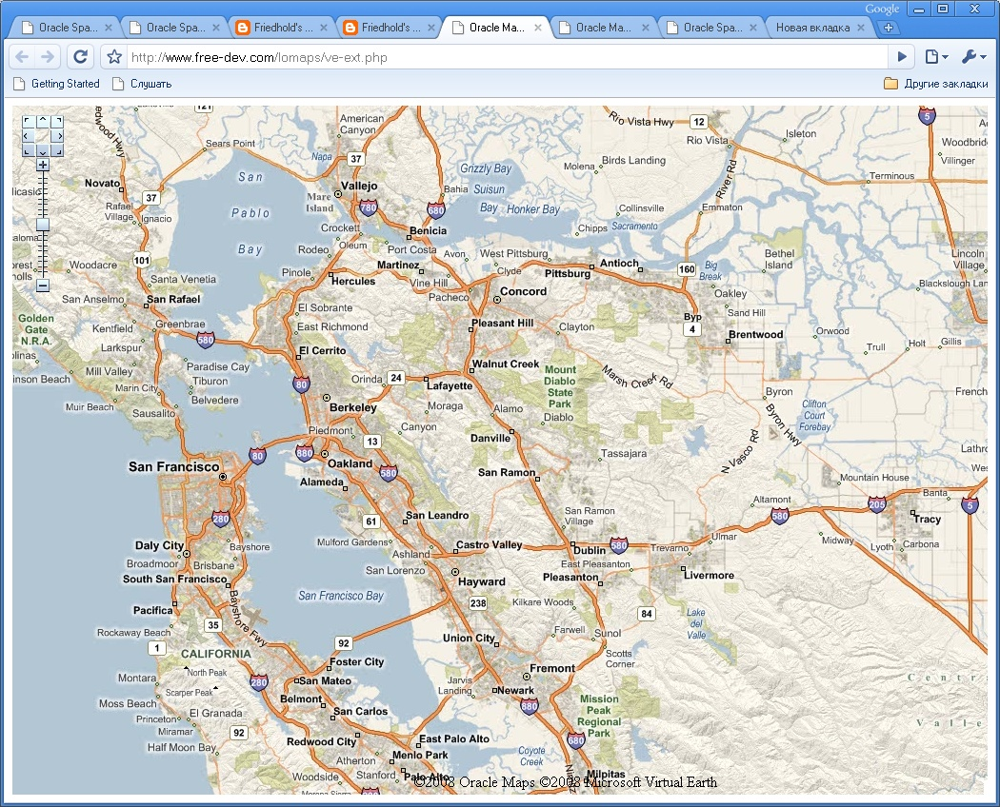 Google
Oracle Spa...
Oracle Spa...
Friedhold's ...
Friedhold's ...
Oracle Ma...
Oracle Ma...
Oracle Spa...
Новая вкладка
http://www.free-dev.com/lomaps/ve-ext.php
Getting Started
Слушать
Другие закладки
121
American Canyon
Rio Vista Hwy
12
5
Rio Vista
Isleton
Sears Point
Napa
37
Molena
Birds Landing
Villinger
Grizzly Bay
Terminous
San Pablo Bay
Novato
Vallejo
River Rd
37
Mare Island
Bahia
Suisun Bay
Honker Bay
Rafael Village
Ignacio
780
680
Collinsville
Emmaton
Crockett
Benicia
Chipps
Sacramento
Oleum
Port Costa
Rodeo
Avon
West Pittsburg
Bethel Island
Lincoln Village
101
Woodacre
Martinez
Clyde
Pittsburg
Antioch
160
Big Break
Pinole
Santa Venetia
Hercules
Vine Hill
Pacheco
Concord
Oakley
San Anselmo
San Rafael
El Sobrante
Byp
4
Sand Hill
Golden Gate N.R.A.
Kentfield
Greenbrae
East Richmond
Pleasant Hill
Clayton
Brentwood
Orwood
580
Larkspur
El Cerrito
Trull
Holt
Gillis
Mill Valley
Paradise Cay
Walnut Creek
Mount Diablo State Park
Marsh Creek Rd
Tiburon
80
Orinda
24
Lafayette
Marin City
Belvedere
Byron
Muir Beach
Sausalito
Berkeley
Moraga
Alamo
Diablo
Clifton Court Forebay
Byron Hwy
Piedmont
Canyon
13
Danville
N Vasco Rd
80
880
Tassajara
San Francisco
Oakland
580
San Ramon
Mountain House
Alameda
Banta
Altamont
205
5
280
61
San Leandro
San Ramon Village
580
Tracy
Daly City
Bayshore
Mulford Gardens
Ashland
Castro Valley
Dublin
580
Trevarno
Ulmar
Midway
Lyoth
Carbona
Broadmoor
Brisbane
San Lorenzo
East Pleasanton
South San Francisco
Hayward
Pleasanton
Livermore
Pacifica
Bayshore Fwy
San Francisco Bay
238
Kilkare Woods
84
Lake del Valle
Rockaway Beach
35
Union City
Farwell
Sunol
1
92
CALIFORNIA
Foster City
Scotts Corner
North Peak
Fremont
Montara
280
San Mateo
Jarvis Landing
Newark
Scarper Peak
Moss Beach
Belmont
880
Mission Peak Regional Park
El Granada
San Carlos
Princeton
Miramar
92
Redwood City
East Palo Alto
680
Half Moon Bay
Menlo Park
Coyote Creek
Atherton
Woodside
Stanford
Palo Alto
Milpitas
©2008 Oracle Maps ©2008 Microsoft Virtual Earth